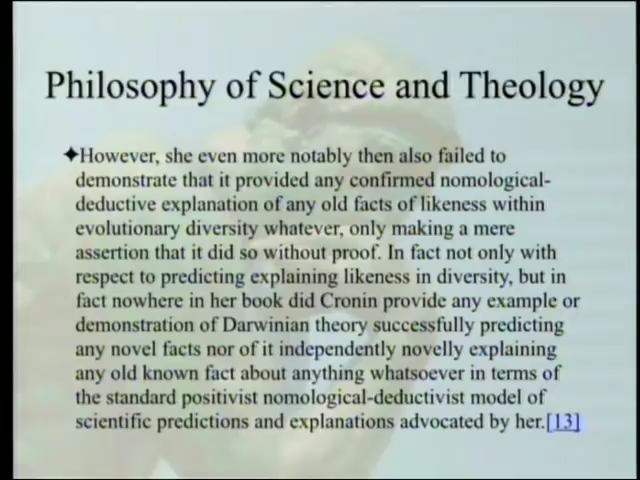 Philosophy of Science and Theology
✦However, she even more notably then also failed to
demonstrate that it provided any confirmed nomological-
deductive explanation of any old facts of likeness within
evolutionary diversity whatever, only making a mere
assertion that it did so without proof. In fact not only with
respect to predicting explaining likeness in diversity, but in
fact nowhere in her book did Cronin provide any example or
demonstration of Darwinian theory successfully predicting
any novel facts nor of it independently novelly explaining
any old known fact about anything whatsoever in terms of
the standard positivist nomological-deductivist model of
scientific predictions and explanations advocated by her.[13]